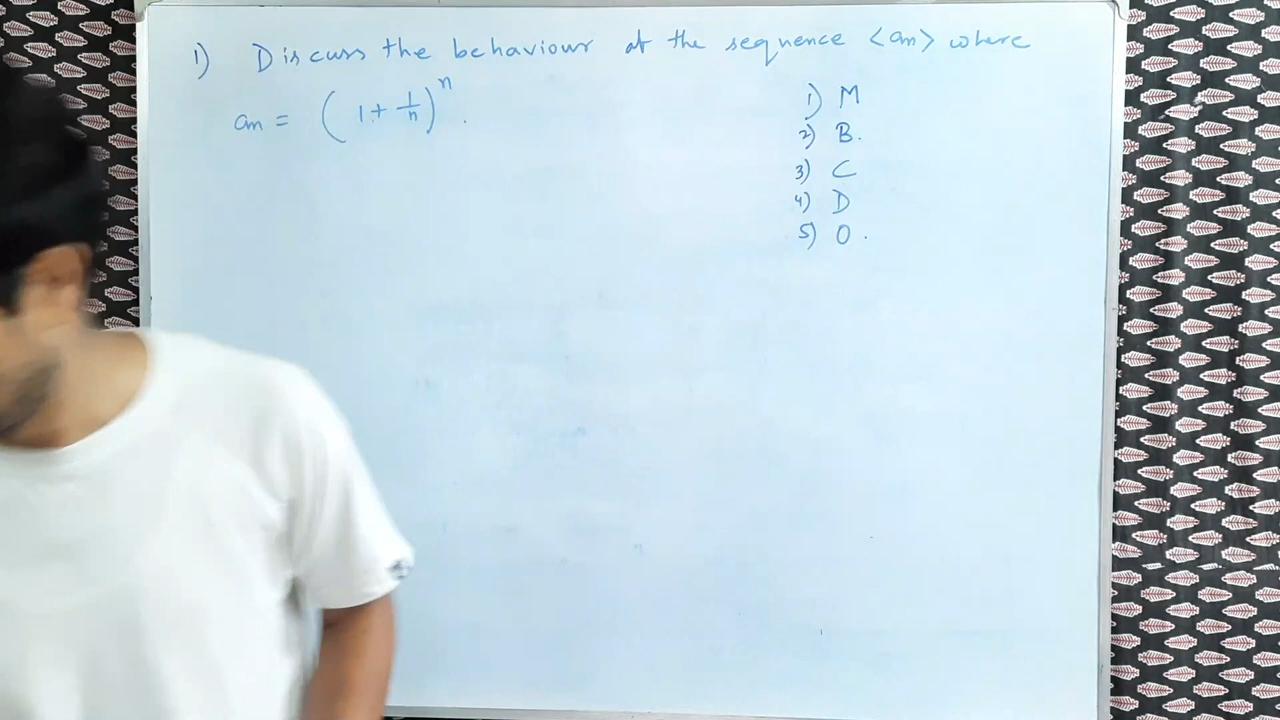 1) Discuss the behaviour of the sequence <an> where
an = (1 + 1/n)^n
1) M
2) B.
3) C
4) D
5) O.